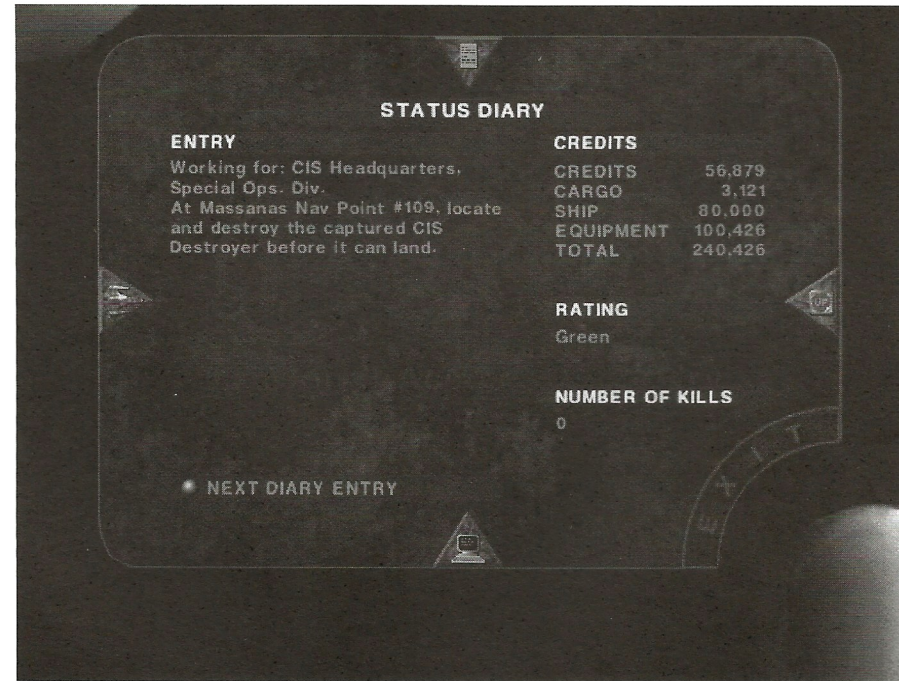 STATUS DIARY
ENTRY
Working for: CIS Headquarters,
Special Ops. Div.
At Massanas Nav Point #109, locate
and destroy the captured CIS
Destroyer before it can land.
CREDITS
CREDITS 56,879
CARGO 3,121
SHIP 80,000
EQUIPMENT 100,426
TOTAL 240,426
UP
RATING
Green
NUMBER OF KILLS
0
NEXT DIARY ENTRY
EXIT